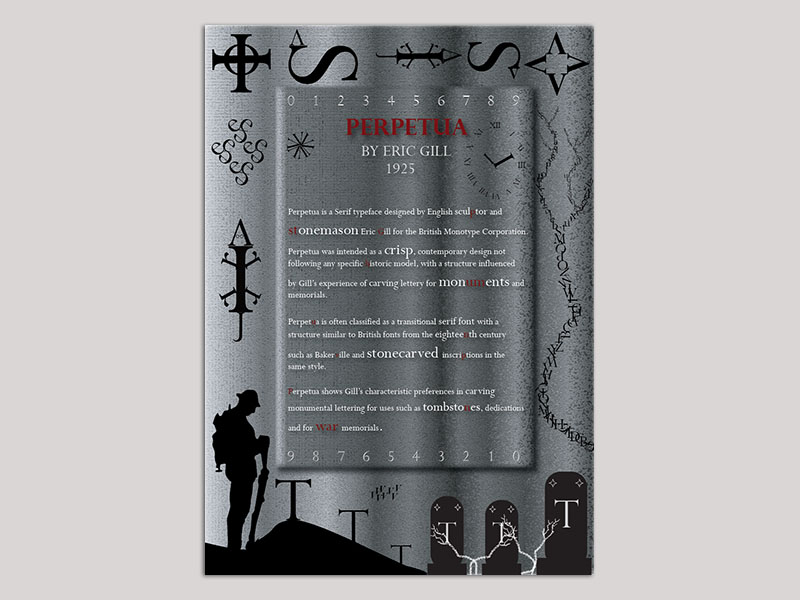 0 1 2 3 4 5 6 7 8 9
PERPETUA
BY ERIC GILL
1925
XII
III
Perpetua is a Serif typeface designed by English sculptor and
stonemason Eric Gill for the British Monotype Corporation.
Perpetua was intended as a crisp, contemporary design not
following any specific historic model, with a structure influenced
by Gill's experience of carving lettery for monuments and
memorials.
Perpetua is often classified as a transitional serif font with a
structure similar to British fonts from the eighteenth century
such as Bakerville and stonecarved inscriptions in the
same style.
Perpetua shows Gill's characteristic preferences in carving
monumental lettering for uses such as tombstones, dedications
and for war memorials.
9 8 7 6 5 4 3 2 1 0
T T T
T T T